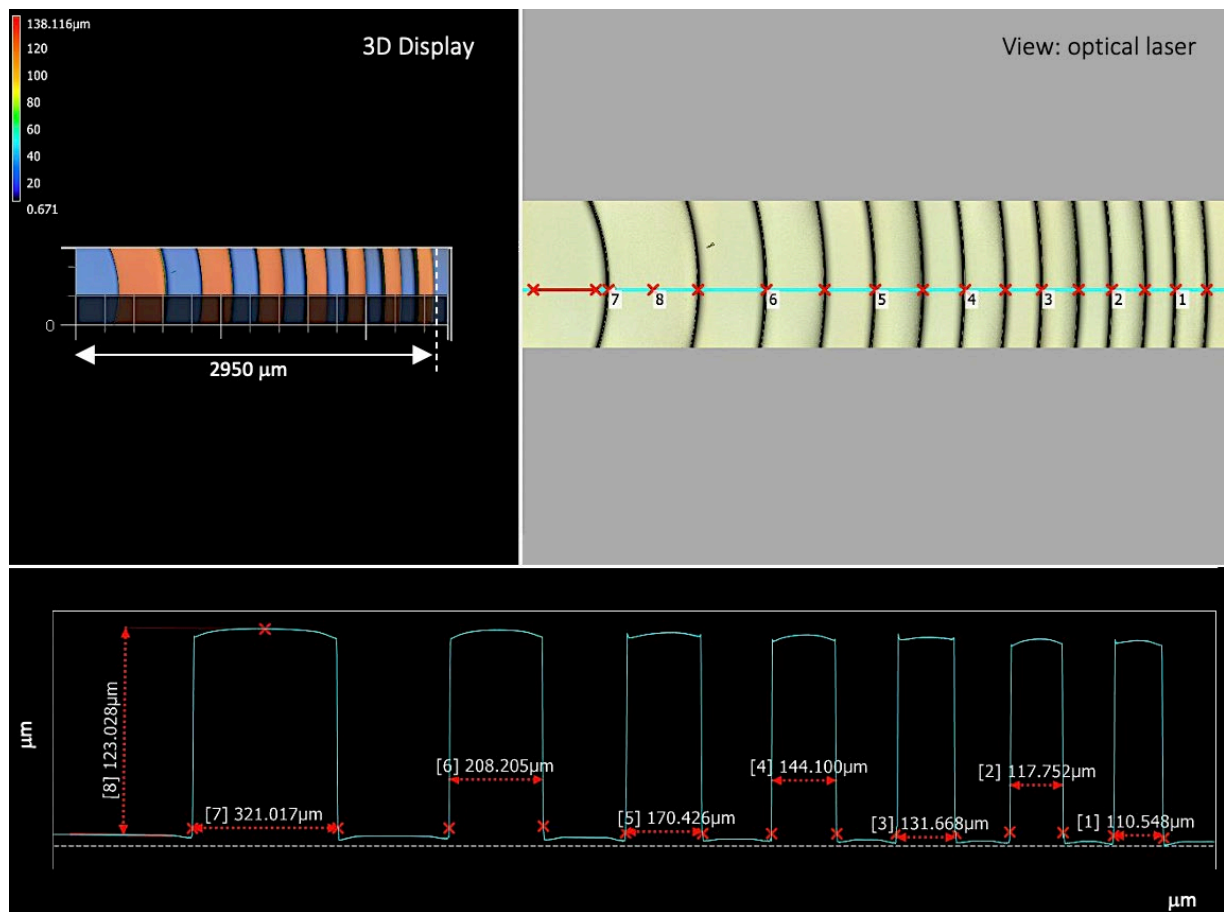 138.116µm
120
100
80
60
40
20
0.671
3D Display
0
2950 µm
View: optical laser
7
8
6
5
4
3
2
1
µm
[8] 123.028µm
[7] 321.017µm
[6] 208.205µm
[5] 170.426µm
[4] 144.100µm
[3] 131.668µm
[2] 117.752µm
[1] 110.548µm
µm